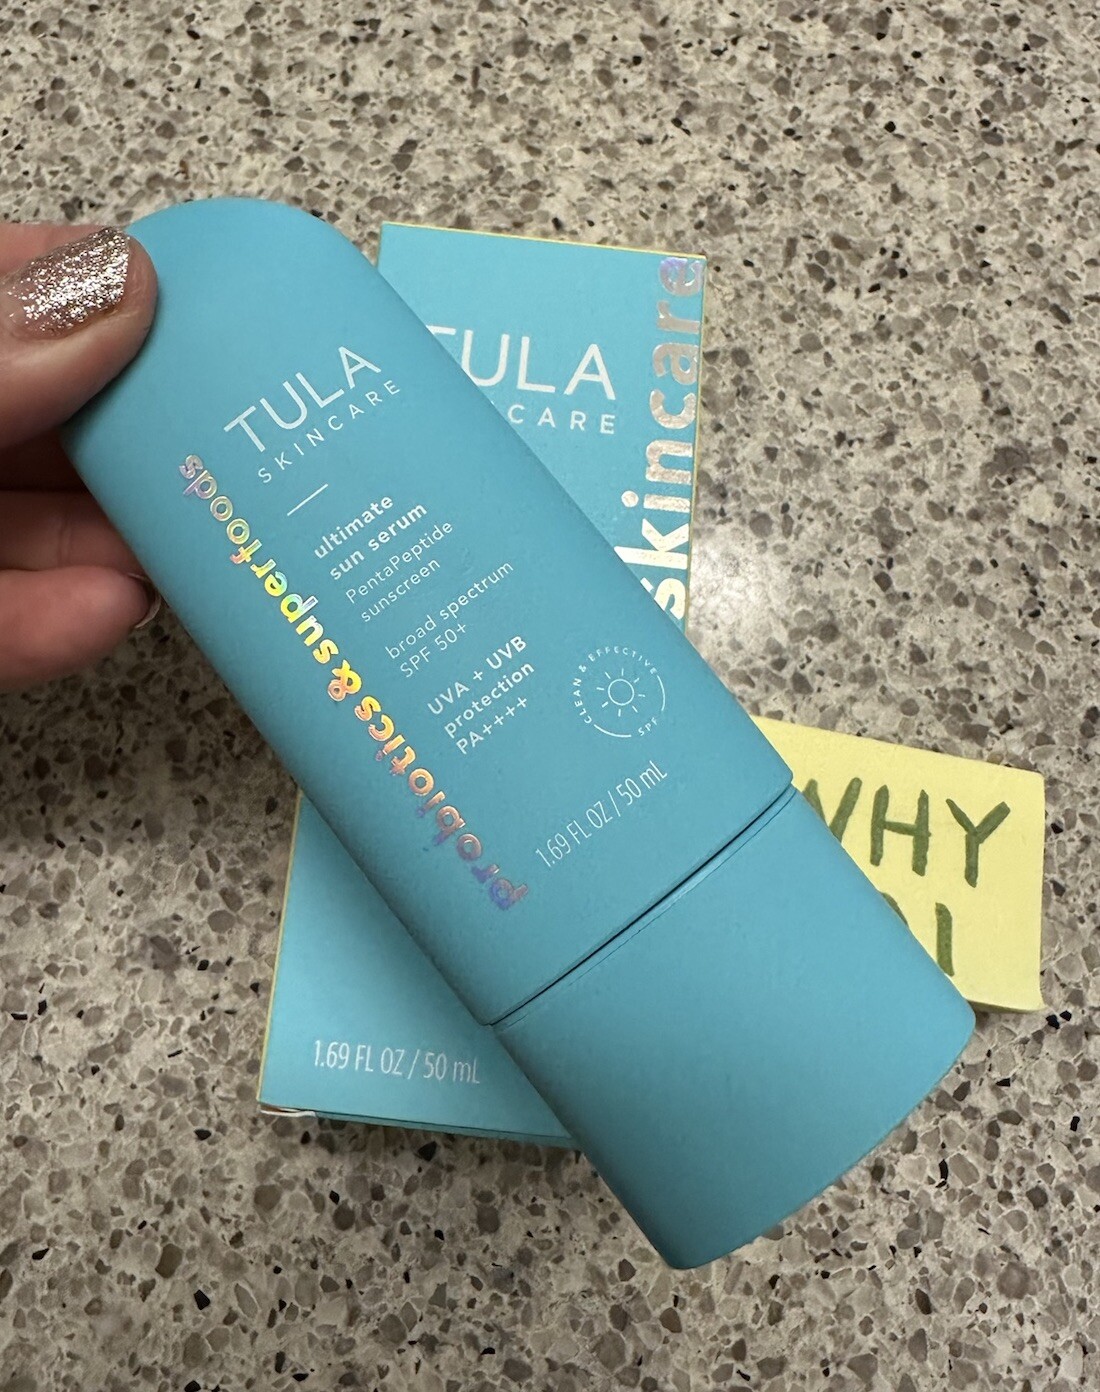 TULA
SKINCARE
ultimate
sun serum
PentaPeptide
sunscreen
broad spectrum
SPF 50+
UVA + UVB
protection
PA++++
CLEAN & EFFECTIVE
SPF
1.69 FL OZ / 50 mL
probiotics & superfoods
TULA
CARE
skincare
1.69 FL OZ / 50 mL
WHY